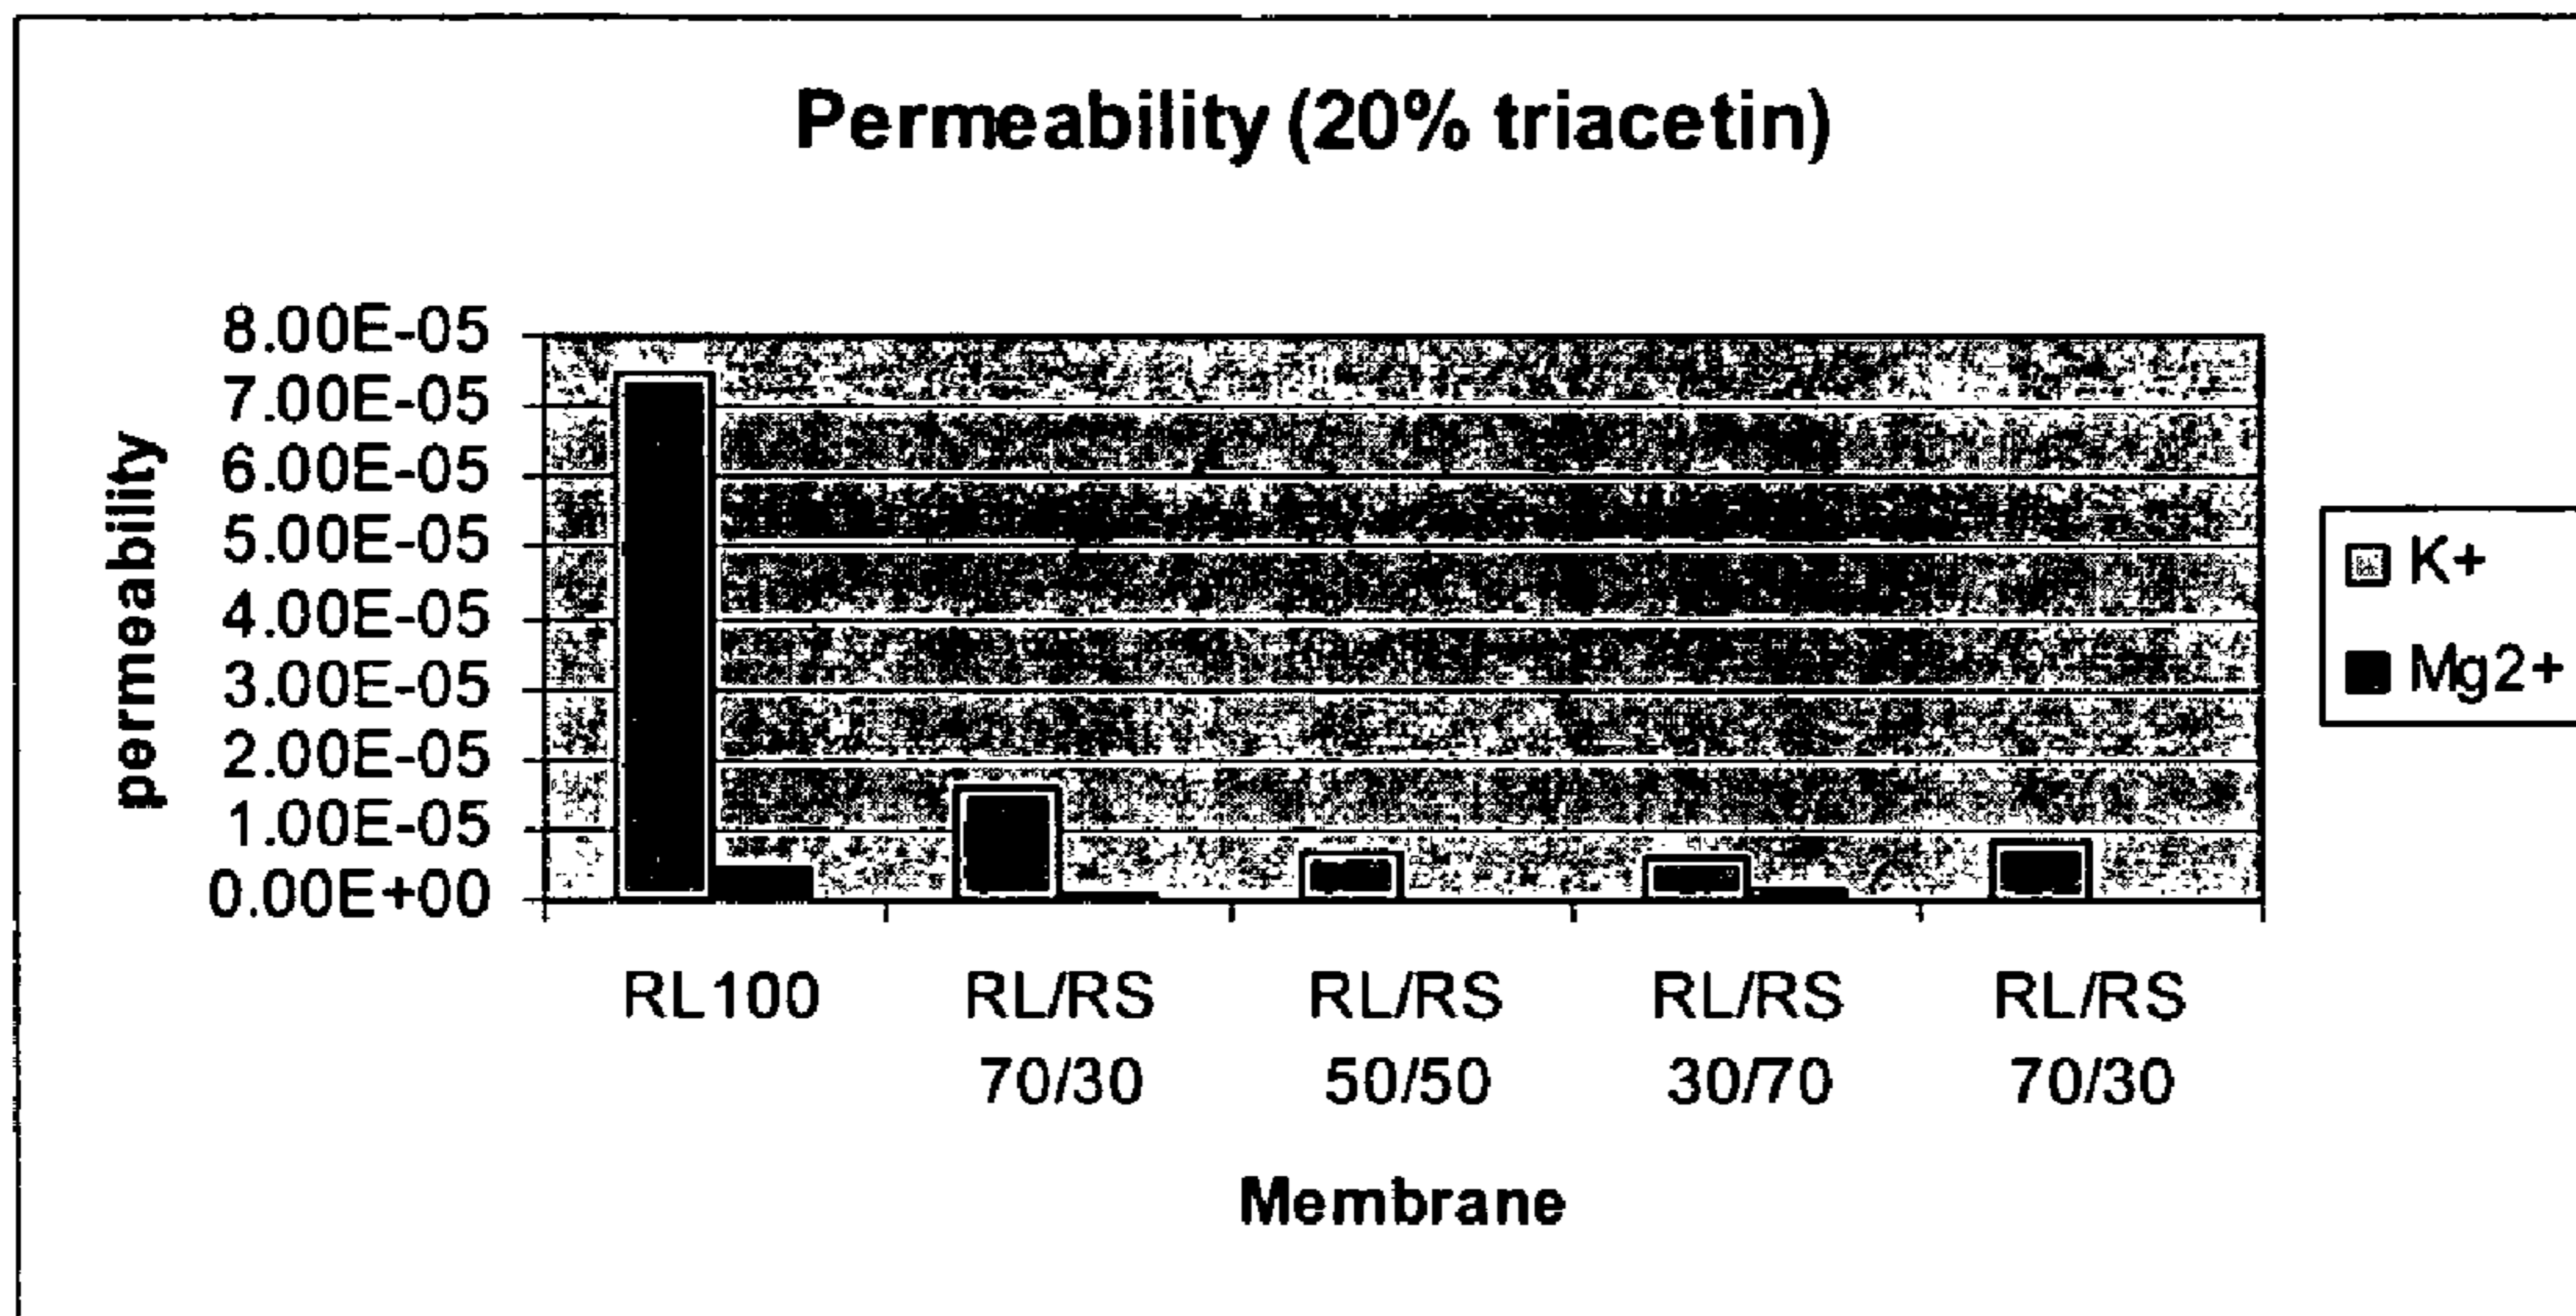 Permeability (20% triacetin)
permeability
8.00E-05
7.00E-05
6.00E-05
5.00E-05
4.00E-05
3.00E-05
2.00E-05
1.00E-05
0.00E+00
K+
Mg2+
RL100 RL/RS RL/RS RL/RS RL/RS
70/30 50/50 30/70 70/30
Membrane